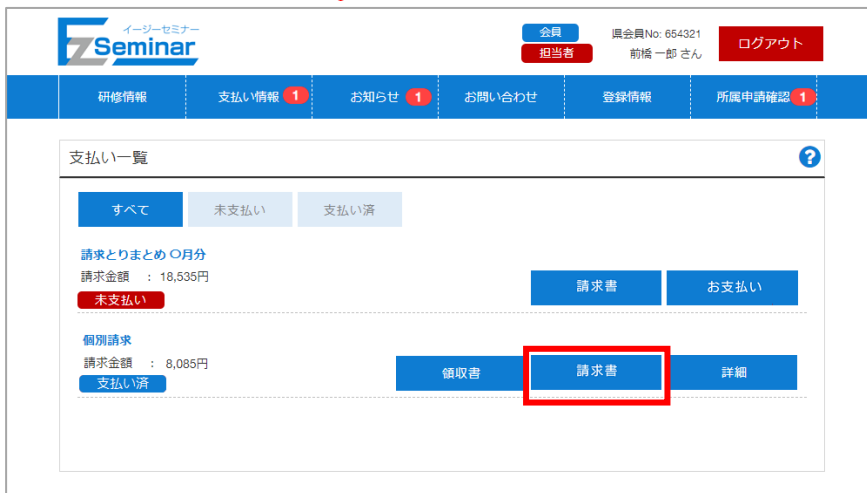 イージーセミナー
EzSeminar
会員
担当者
県会員No: 654321
前橋 一郎 さん
ログアウト
研修情報
支払い情報 1
お知らせ 1
お問い合わせ
登録情報
所属申請確認 1
支払い一覧
?
すべて
未支払い
支払い済
請求とりまとめ 〇月分
請求金額 : 18,535円
未支払い
請求書
お支払い
個別請求
請求金額 : 8,085円
支払い済
領収書
請求書
詳細